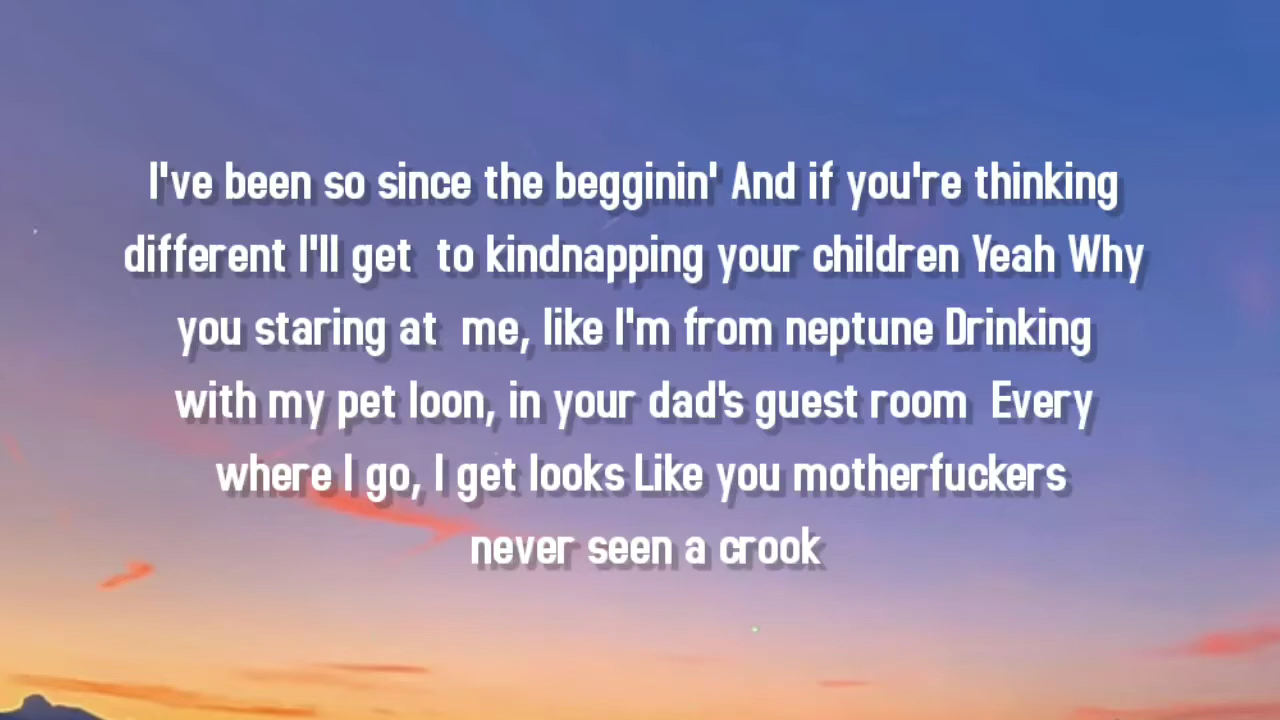 I've been so since the begginin' And if you're thinking
different I'll get  to kindnapping your children Yeah Why
you staring at  me, like I'm from neptune Drinking
with my pet loon, in your dad's guest room  Every
where I go, I get looks Like you motherfuckers
never seen a crook